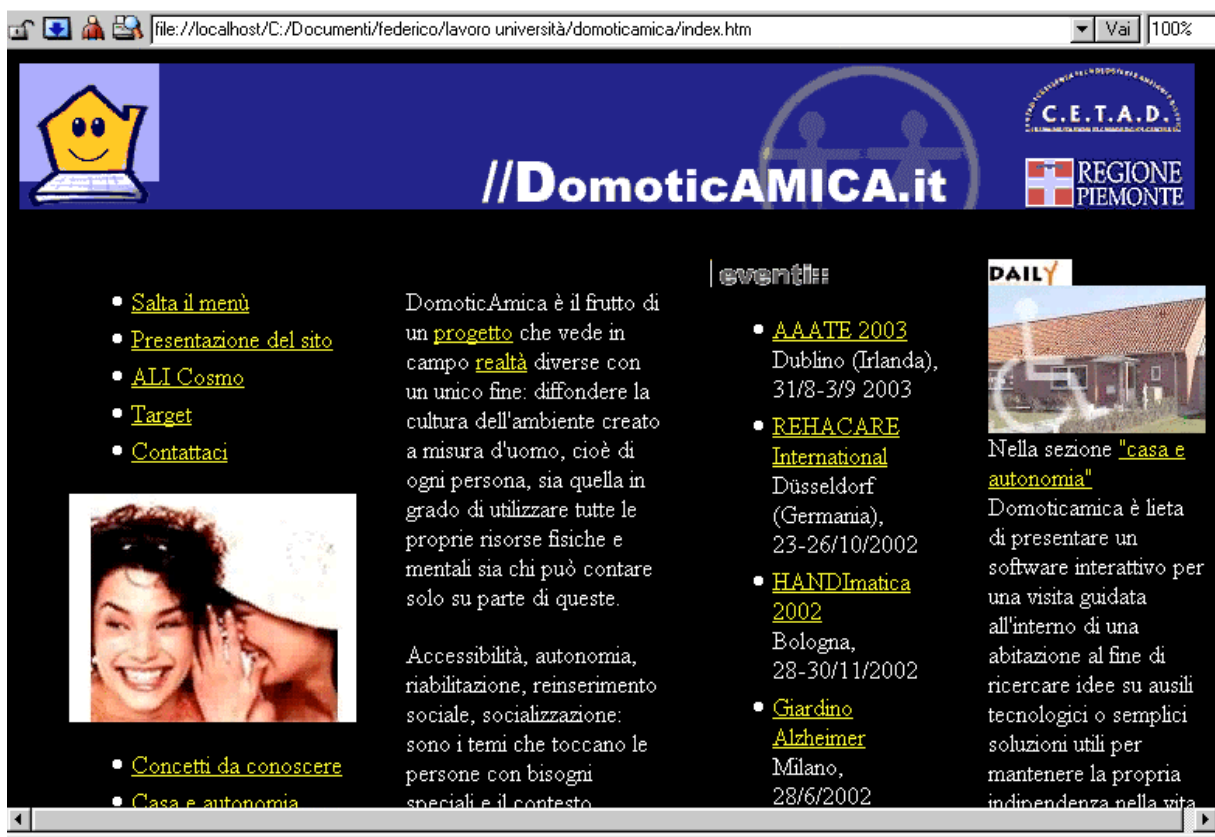 file://localhost/C:/Documenti/federico/lavoro università/domoticamica/index.htm
Vai
100%
C.E.T.A.D.
//DomoticAMICA.it
REGIONE
PIEMONTE
Salta il menù
Presentazione del sito
ALI Cosmo
Target
Contattaci
Concetti da conoscere
Casa e autonomia
DomoticAmica è il frutto di
un progetto che vede in
campo realtà diverse con
un unico fine: diffondere la
cultura dell'ambiente creato
a misura d'uomo, cioè di
ogni persona, sia quella in
grado di utilizzare tutte le
proprie risorse fisiche e
mentali sia chi può contare
solo su parte di queste.
Accessibilità, autonomia,
riabilitazione, reinserimento
sociale, socializzazione:
sono i temi che toccano le
persone con bisogni
speciali e il contesto
eventi::
AAATE 2003
Dublino (Irlanda),
31/8-3/9 2003
REHACARE
International
Düsseldorf
(Germania),
23-26/10/2002
HANDImatica
2002
Bologna,
28-30/11/2002
Giardino
Alzheimer
Milano,
28/6/2002
DAILY
Nella sezione "casa e
autonomia"
Domoticamica è lieta
di presentare un
software interattivo per
una visita guidata
all'interno di una
abitazione al fine di
ricercare idee su ausili
tecnologici o semplici
soluzioni utili per
mantenere la propria
indipendenza nella vita